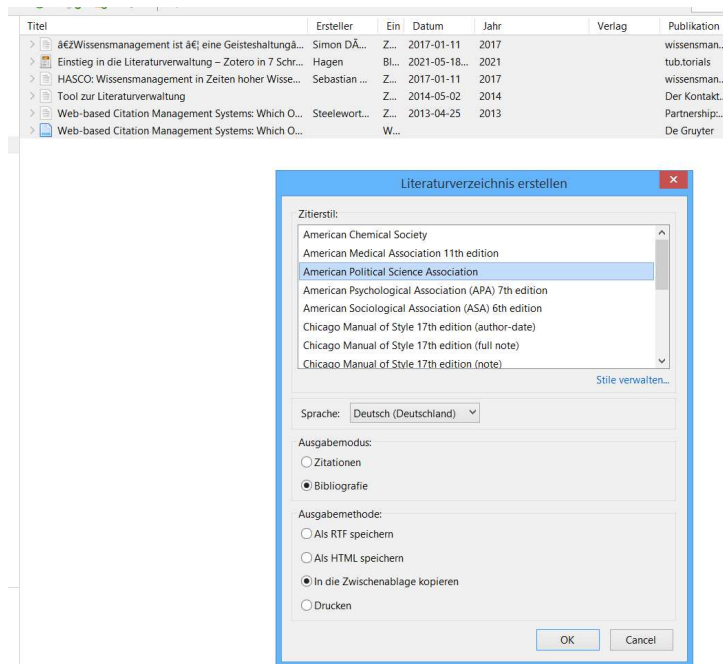 Titel Ersteller Ein Datum Jahr Verlag Publikation
â€žWissensmanagement ist â€¦ eine Geisteshaltungâ... Simon DÃ... Z... 2017-01-11 2017 wissensman...
Einstieg in die Literaturverwaltung – Zotero in 7 Schr... Hagen Bl... 2021-05-18... 2021 tub.torials
HASCO: Wissensmanagement in Zeiten hoher Wisse... Sebastian ... Z... 2017-01-11 2017 wissensman...
Tool zur Literaturverwaltung Z... 2014-05-02 2014 Der Kontakt...
Web-based Citation Management Systems: Which O... Steelewort... Z... 2013-04-25 2013 Partnership:...
Web-based Citation Management Systems: Which O... W... De Gruyter
Literaturverzeichnis erstellen
Zitierstil:
American Chemical Society
American Medical Association 11th edition
American Political Science Association
American Psychological Association (APA) 7th edition
American Sociological Association (ASA) 6th edition
Chicago Manual of Style 17th edition (author-date)
Chicago Manual of Style 17th edition (full note)
Chicago Manual of Style 17th edition (note)
Stile verwalten...
Sprache: Deutsch (Deutschland)
Ausgabemodus:
Zitationen
Bibliografie
Ausgabemethode:
Als RTF speichern
Als HTML speichern
In die Zwischenablage kopieren
Drucken
OK Cancel